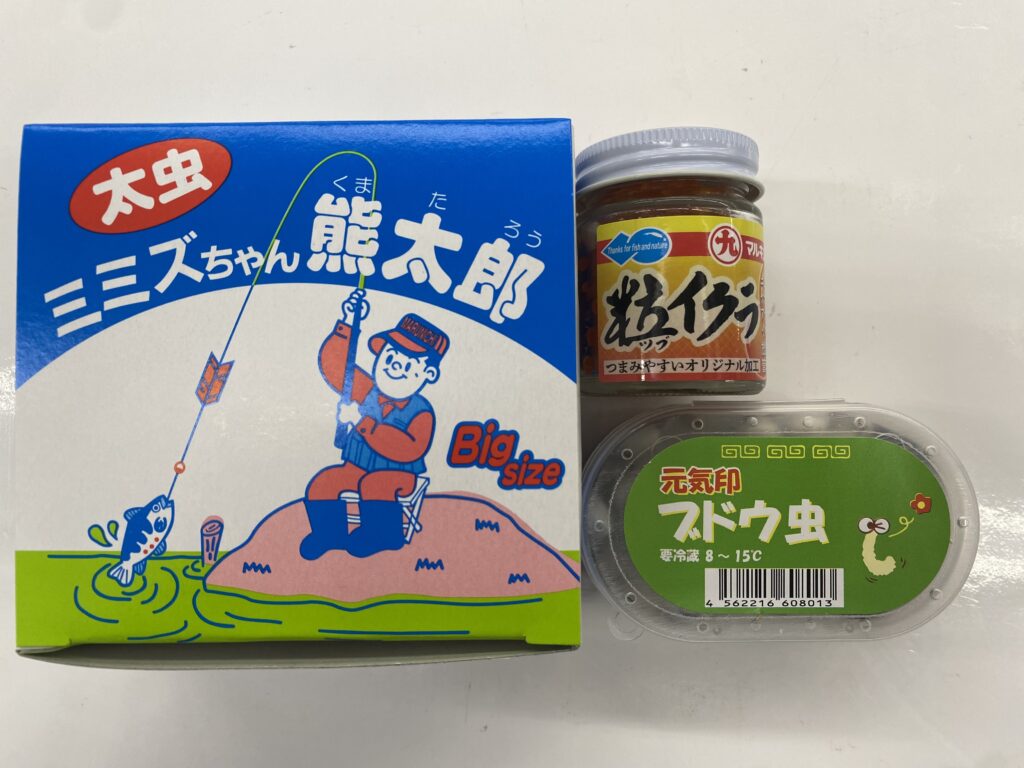 太虫
ミミズちゃん熊太郎
くまたろう
MARUNICHI
Big size
Thanks for fish and nature
九 マルキ
粒イクラ
ツブ
つまみやすいオリジナル加工
元気印
ブドウ虫
要冷蔵 8～15℃
4 562216 608013